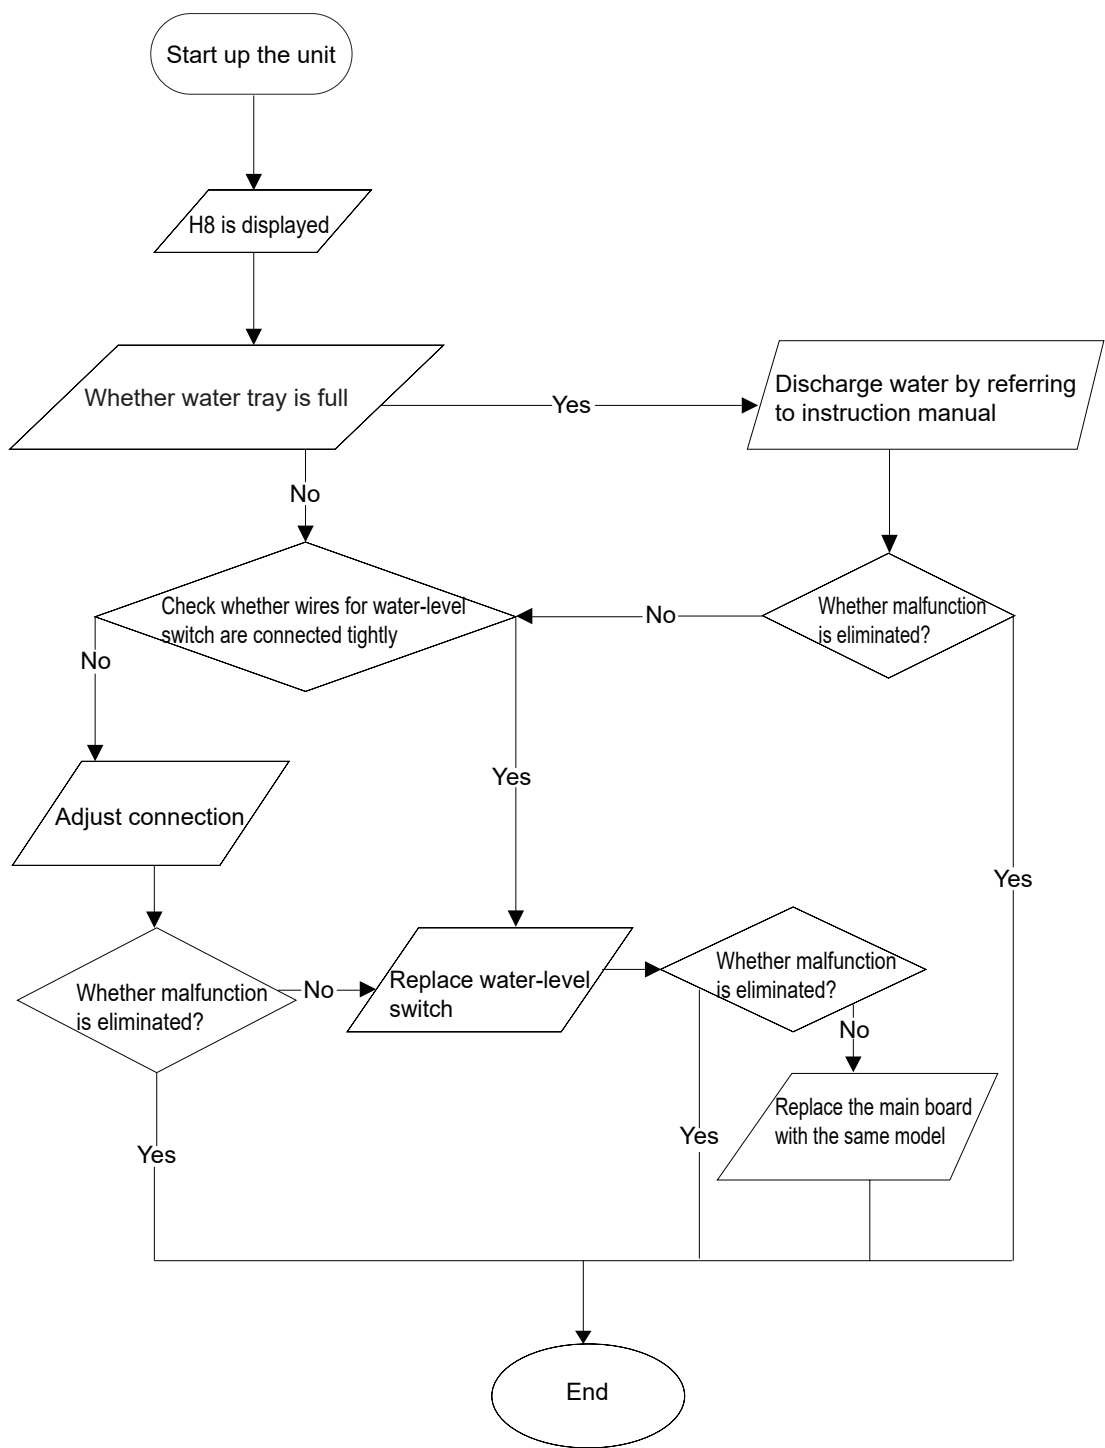 Start up the unit
H8 is displayed
Whether water tray is full
Yes
Discharge water by referring
to instruction manual
No
Check whether wires for water-level
switch are connected tightly
No
Whether malfunction
is eliminated?
No
Yes
Adjust connection
Yes
Whether malfunction
is eliminated?
No
Replace water-level
switch
Whether malfunction
is eliminated?
No
Yes
Yes
Replace the main board
with the same model
End